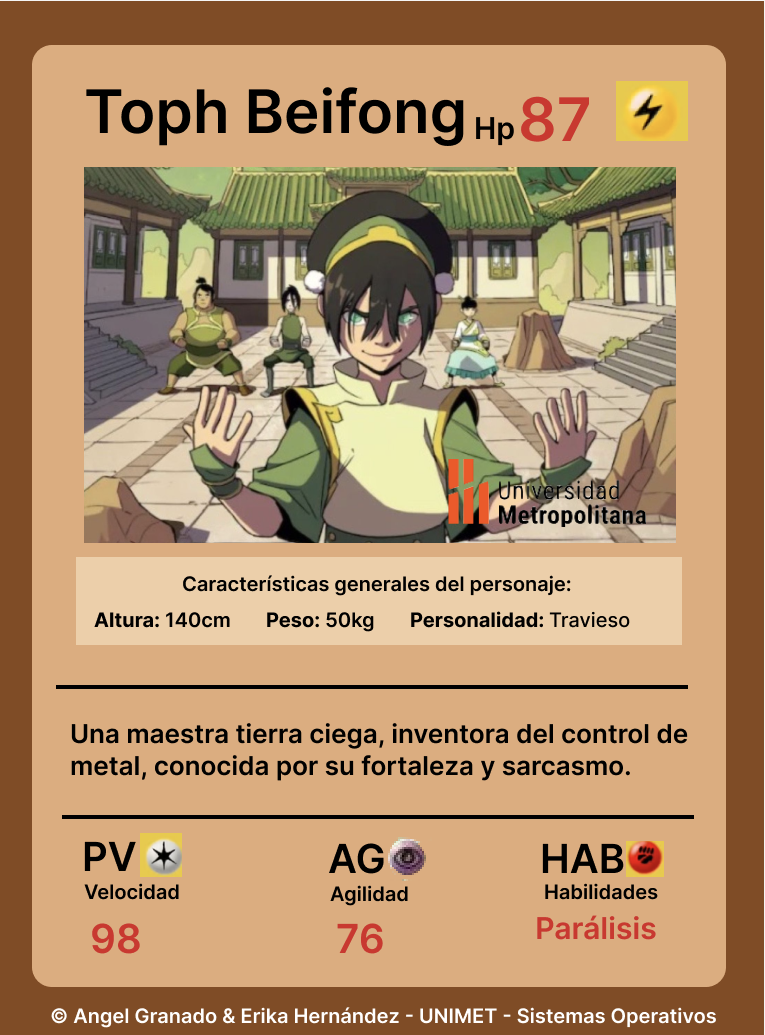 Toph Beifong Hp 87
Universidad
Metropolitana
Características generales del personaje:
Altura: 140cm Peso: 50kg Personalidad: Travieso
Una maestra tierra ciega, inventora del control de
metal, conocida por su fortaleza y sarcasmo.
PV AG HAB
Velocidad Agilidad Habilidades
98 76 Parálisis
© Angel Granado & Erika Hernández - UNIMET - Sistemas Operativos